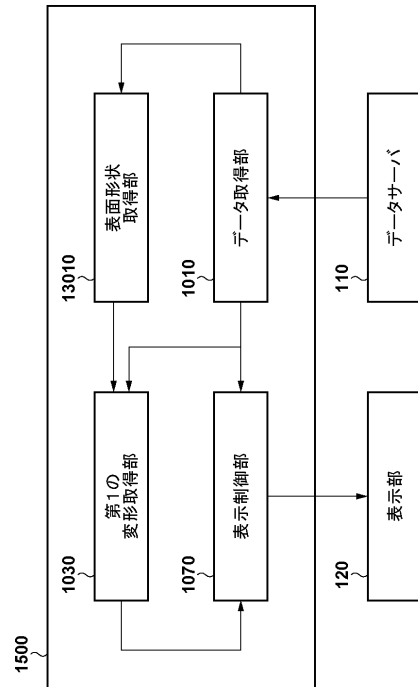 1500
1030
第1の
変形取得部
13010
表面形状
取得部
1070
表示制御部
1010
データ取得部
120
表示部
110
データサーバ